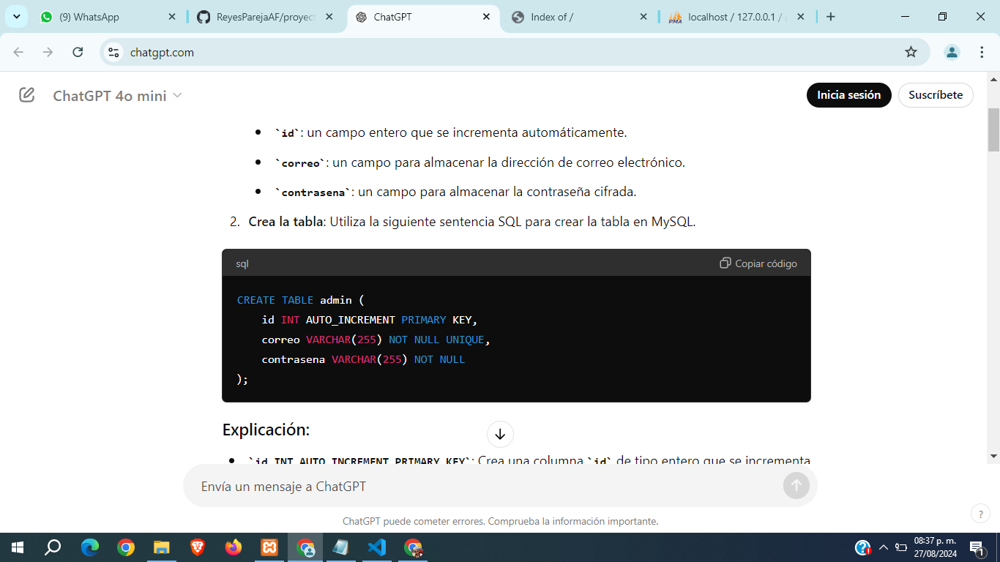 (9) WhatsApp
ReyesParejaAF/proyect
ChatGPT
Index of /
localhost / 127.0.0.1 /
chatgpt.com
ChatGPT 4o mini
Inicia sesión
Suscríbete
• `id`: un campo entero que se incrementa automáticamente.
• `correo`: un campo para almacenar la dirección de correo electrónico.
• `contrasena`: un campo para almacenar la contraseña cifrada.
2. Crea la tabla: Utiliza la siguiente sentencia SQL para crear la tabla en MySQL.
sql
Copiar código
CREATE TABLE admin (
id INT AUTO_INCREMENT PRIMARY KEY,
correo VARCHAR(255) NOT NULL UNIQUE,
contrasena VARCHAR(255) NOT NULL
);
Explicación:
• `id INT AUTO_INCREMENT PRIMARY KEY`: Crea una columna `id` de tipo entero que se incrementa
Envía un mensaje a ChatGPT
ChatGPT puede cometer errores. Comprueba la información importante.
?
08:37 p. m.
27/08/2024
1